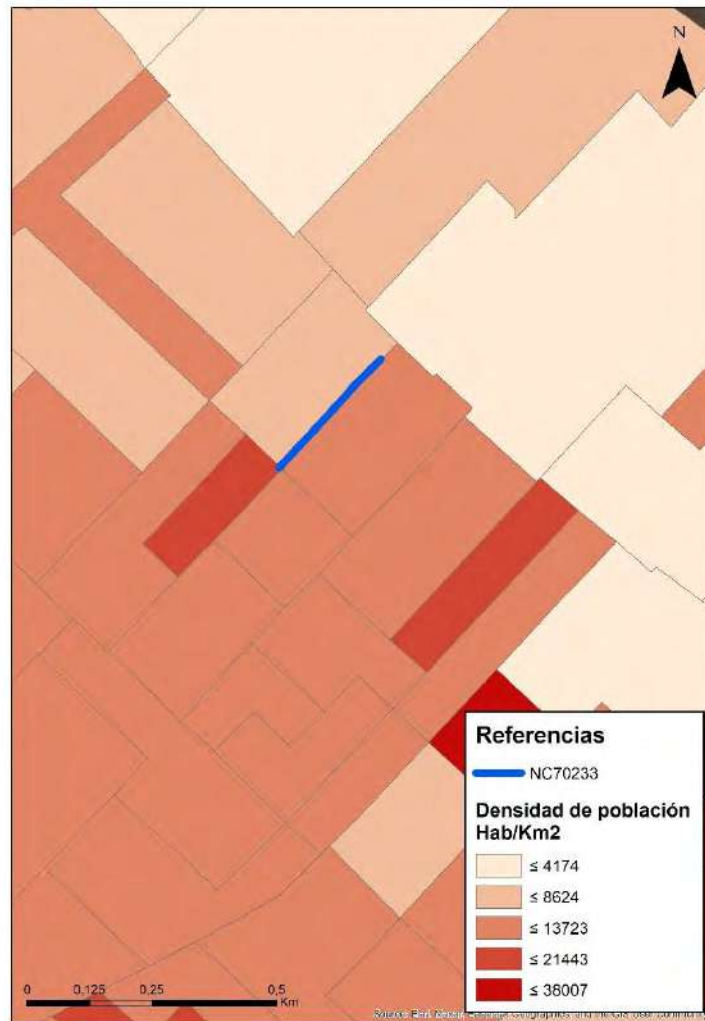 N
Referencias
NC70233
Densidad de población
Hab/Km2
≤ 4174
≤ 8624
≤ 13723
≤ 21443
≤ 38007
0 0,125 0,25 0,5
Km